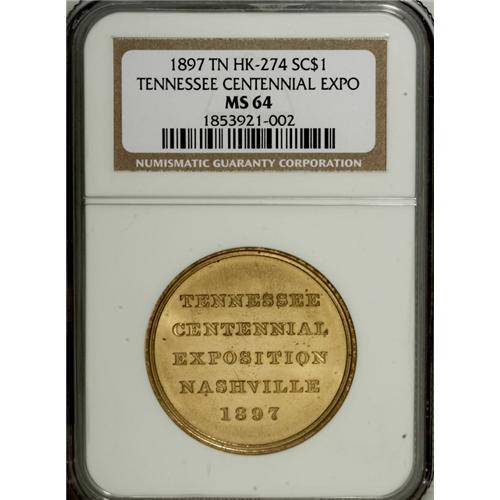 1897 TN HK-274 SC$1
TENNESSEE CENTENNIAL EXPO
MS 64
1853921-002
NUMISMATIC GUARANTY CORPORATION
TENNESSEE
CENTENNIAL
EXPOSITION
NASHVILLE
1897